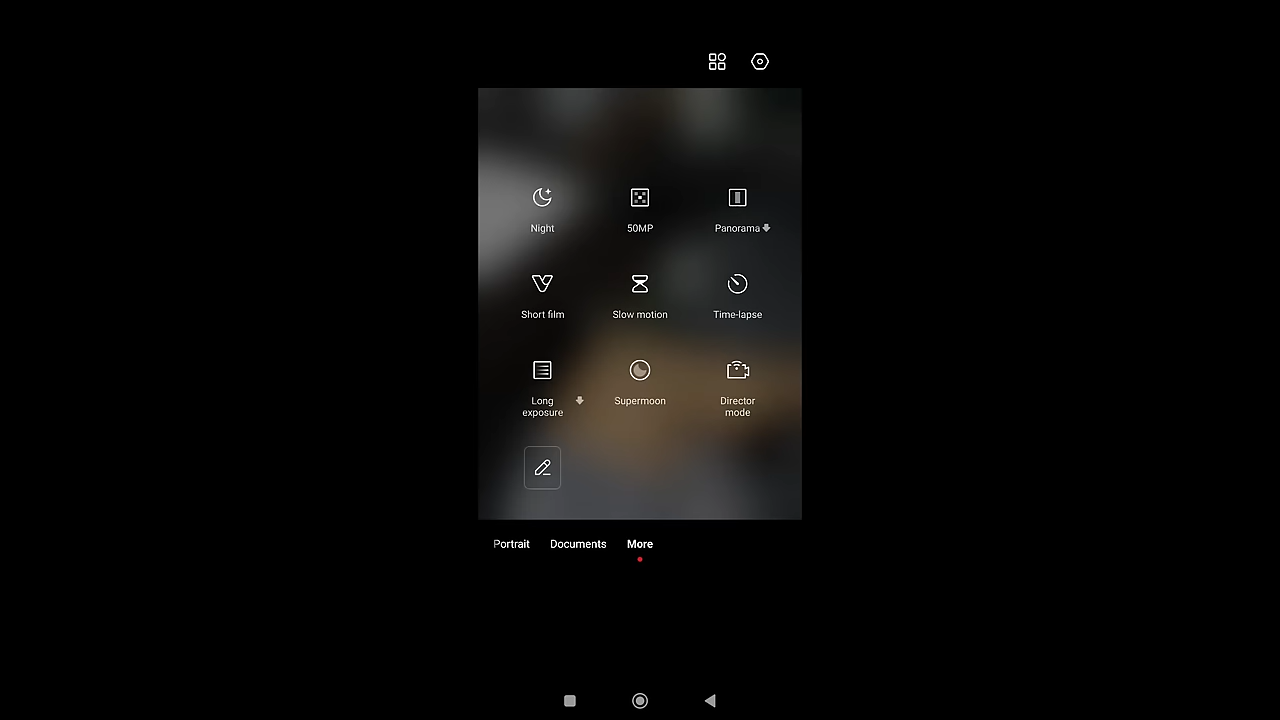 Night
50MP
Panorama
Short film
Slow motion
Time-lapse
Long
exposure
Supermoon
Director
mode
Portrait
Documents
More